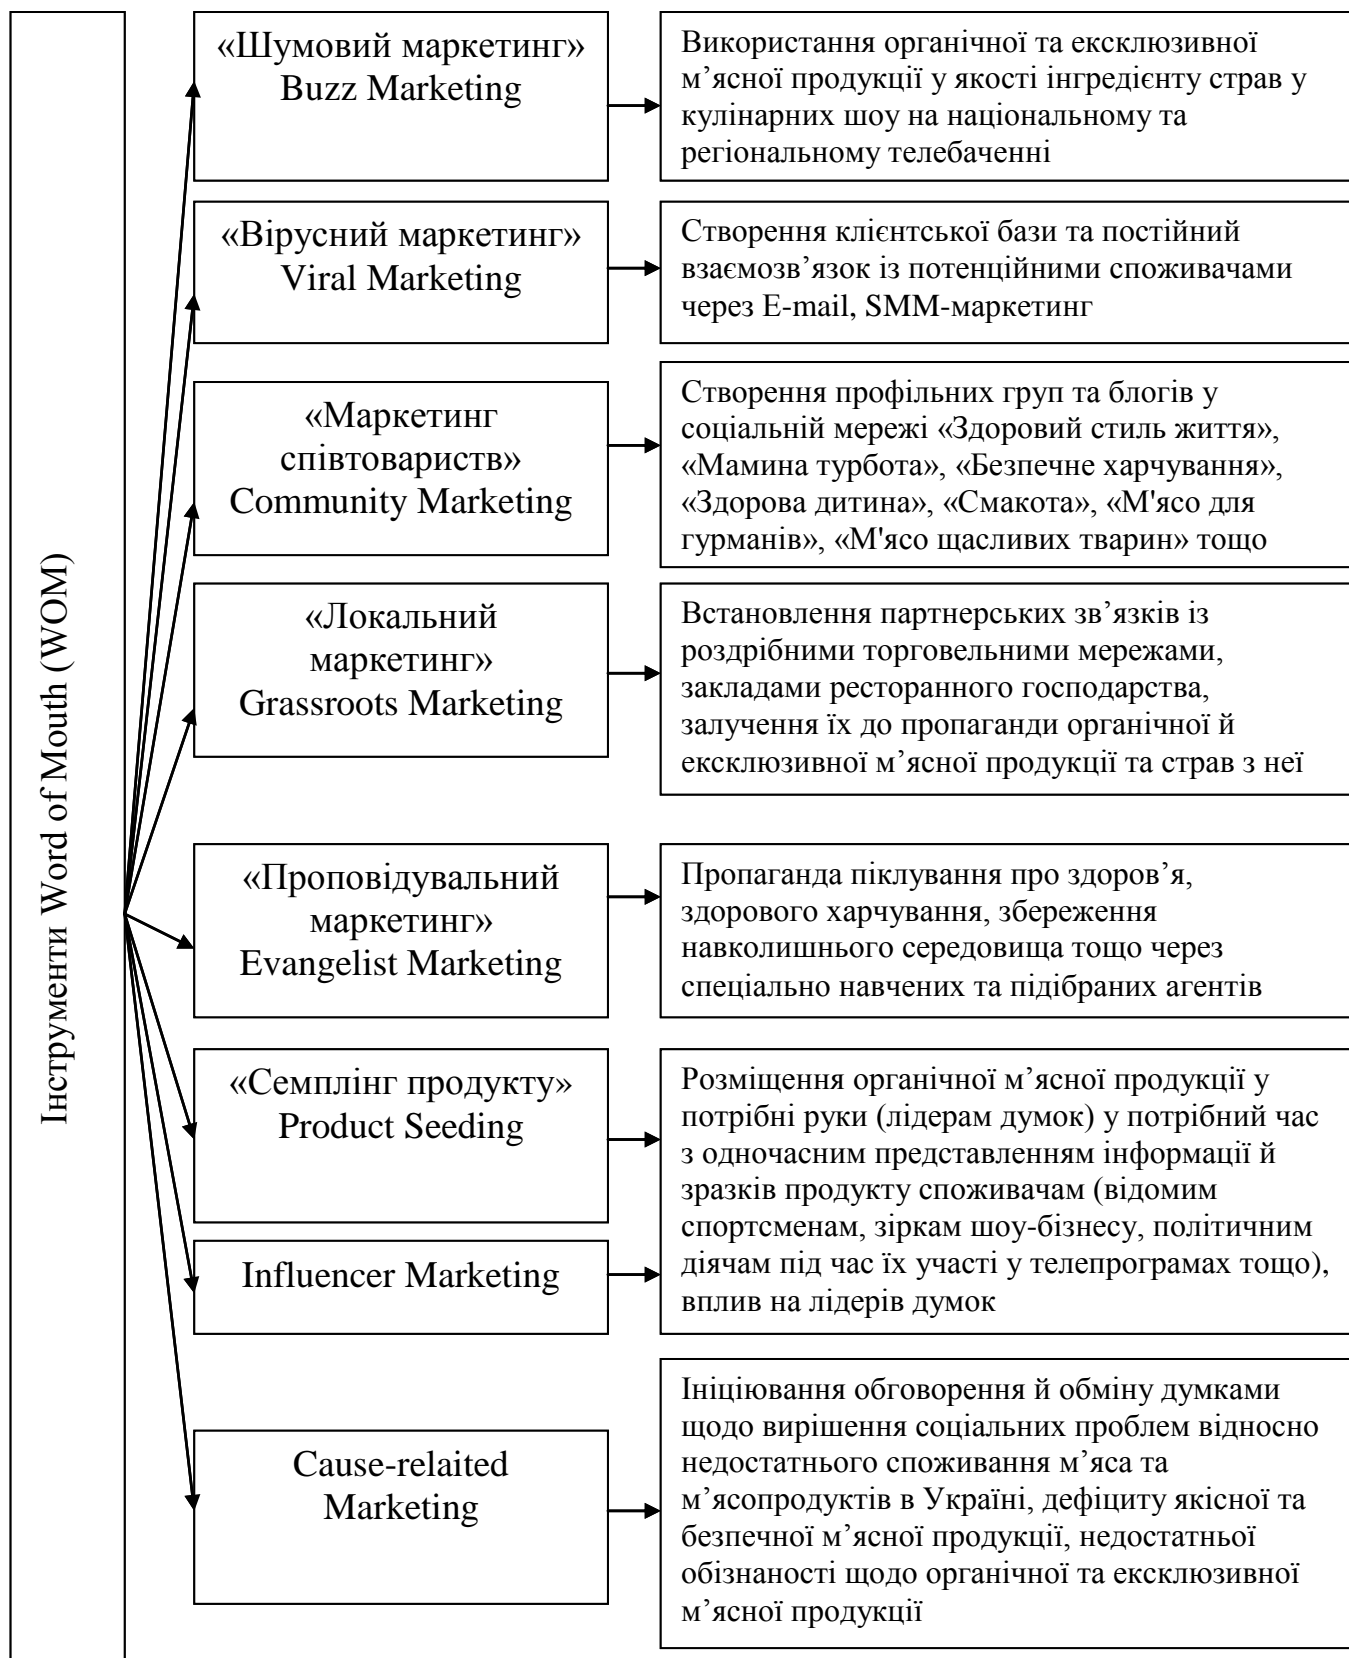 Інструменти Word of Mouth (WOM)
«Шумовий маркетинг»
Buzz Marketing
Використання органічної та ексклюзивної
м’ясної продукції у якості інгредієнту страв у
кулінарних шоу на національному та
регіональному телебаченні
«Вірусний маркетинг»
Viral Marketing
Створення клієнтської бази та постійний
взаємозв’язок із потенційними споживачами
через E-mail, SMM-маркетинг
«Маркетинг
співтовариств»
Community Marketing
Створення профільних груп та блогів у
соціальній мережі «Здоровий стиль життя»,
«Мамина турбота», «Безпечне харчування»,
«Здорова дитина», «Смакота», «М'ясо для
гурманів», «М'ясо щасливих тварин» тощо
«Локальний
маркетинг»
Grassroots Marketing
Встановлення партнерських зв’язків із
роздрібними торговельними мережами,
закладами ресторанного господарства,
залучення їх до пропаганди органічної й
ексклюзивної м’ясної продукції та страв з неї
«Проповідувальний
маркетинг»
Evangelist Marketing
Пропаганда піклування про здоров’я,
здорового харчування, збереження
навколишнього середовища тощо через
спеціально навчених та підібраних агентів
«Семплінг продукту»
Product Seeding
Influencer Marketing
Розміщення органічної м’ясної продукції у
потрібні руки (лідерам думок) у потрібний час
з одночасним представленням інформації й
зразків продукту споживачам (відомим
спортсменам, зіркам шоу-бізнесу, політичним
діячам під час їх участі у телепрограмах тощо),
вплив на лідерів думок
Cause-relaited
Marketing
Ініціювання обговорення й обміну думками
щодо вирішення соціальних проблем відносно
недостатнього споживання м’яса та
м’ясопродуктів в Україні, дефіциту якісної та
безпечної м’ясної продукції, недостатньої
обізнаності щодо органічної та ексклюзивної
м’ясної продукції